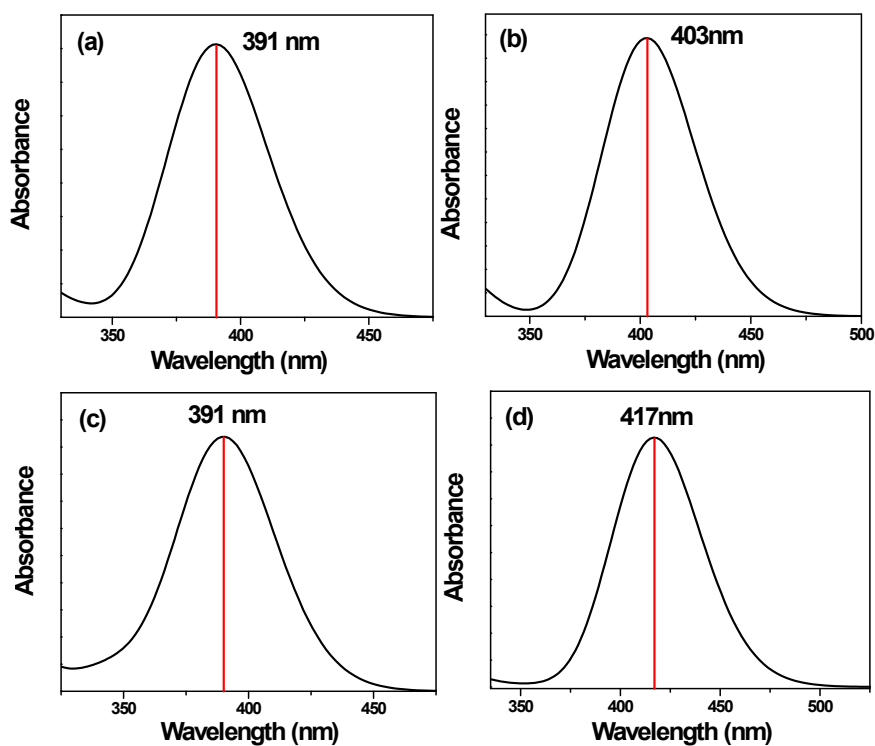 (a)
391 nm
Absorbance
350
400
450
Wavelength (nm)
(b)
403nm
Absorbance
350
400
450
500
Wavelength (nm)
(c)
391 nm
Absorbance
350
400
450
Wavelength (nm)
(d)
417nm
Absorbance
350
400
450
500
Wavelength (nm)